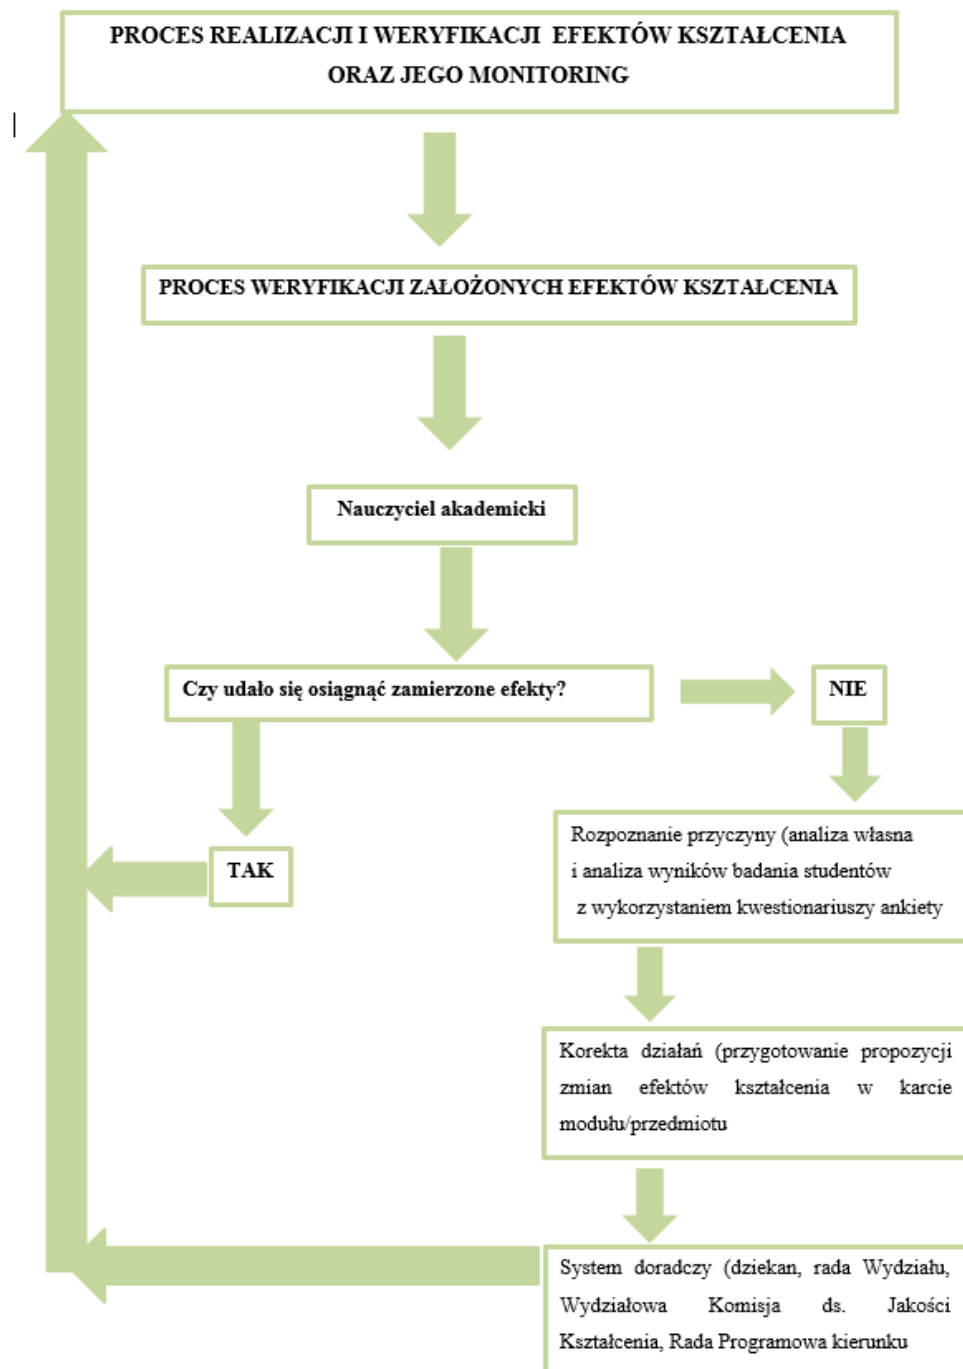 PROCES REALIZACJI I WERYFIKACJI EFEKTÓW KSZTAŁCENIA
ORAZ JEGO MONITORING
PROCES WERYFIKACJI ZAŁOŻONYCH EFEKTÓW KSZTAŁCENIA
Nauczyciel akademicki
Czy udało się osiągnąć zamierzone efekty?
NIE
TAK
Rozpoznanie przyczyny (analiza własna
i analiza wyników badania studentów
z wykorzystaniem kwestionariuszy ankiety
Korekta działań (przygotowanie propozycji
zmian efektów kształcenia w karcie
modułu/przedmiotu
System doradczy (dziekan, rada Wydziału,
Wydziałowa Komisja ds. Jakości
Kształcenia, Rada Programowa kierunku